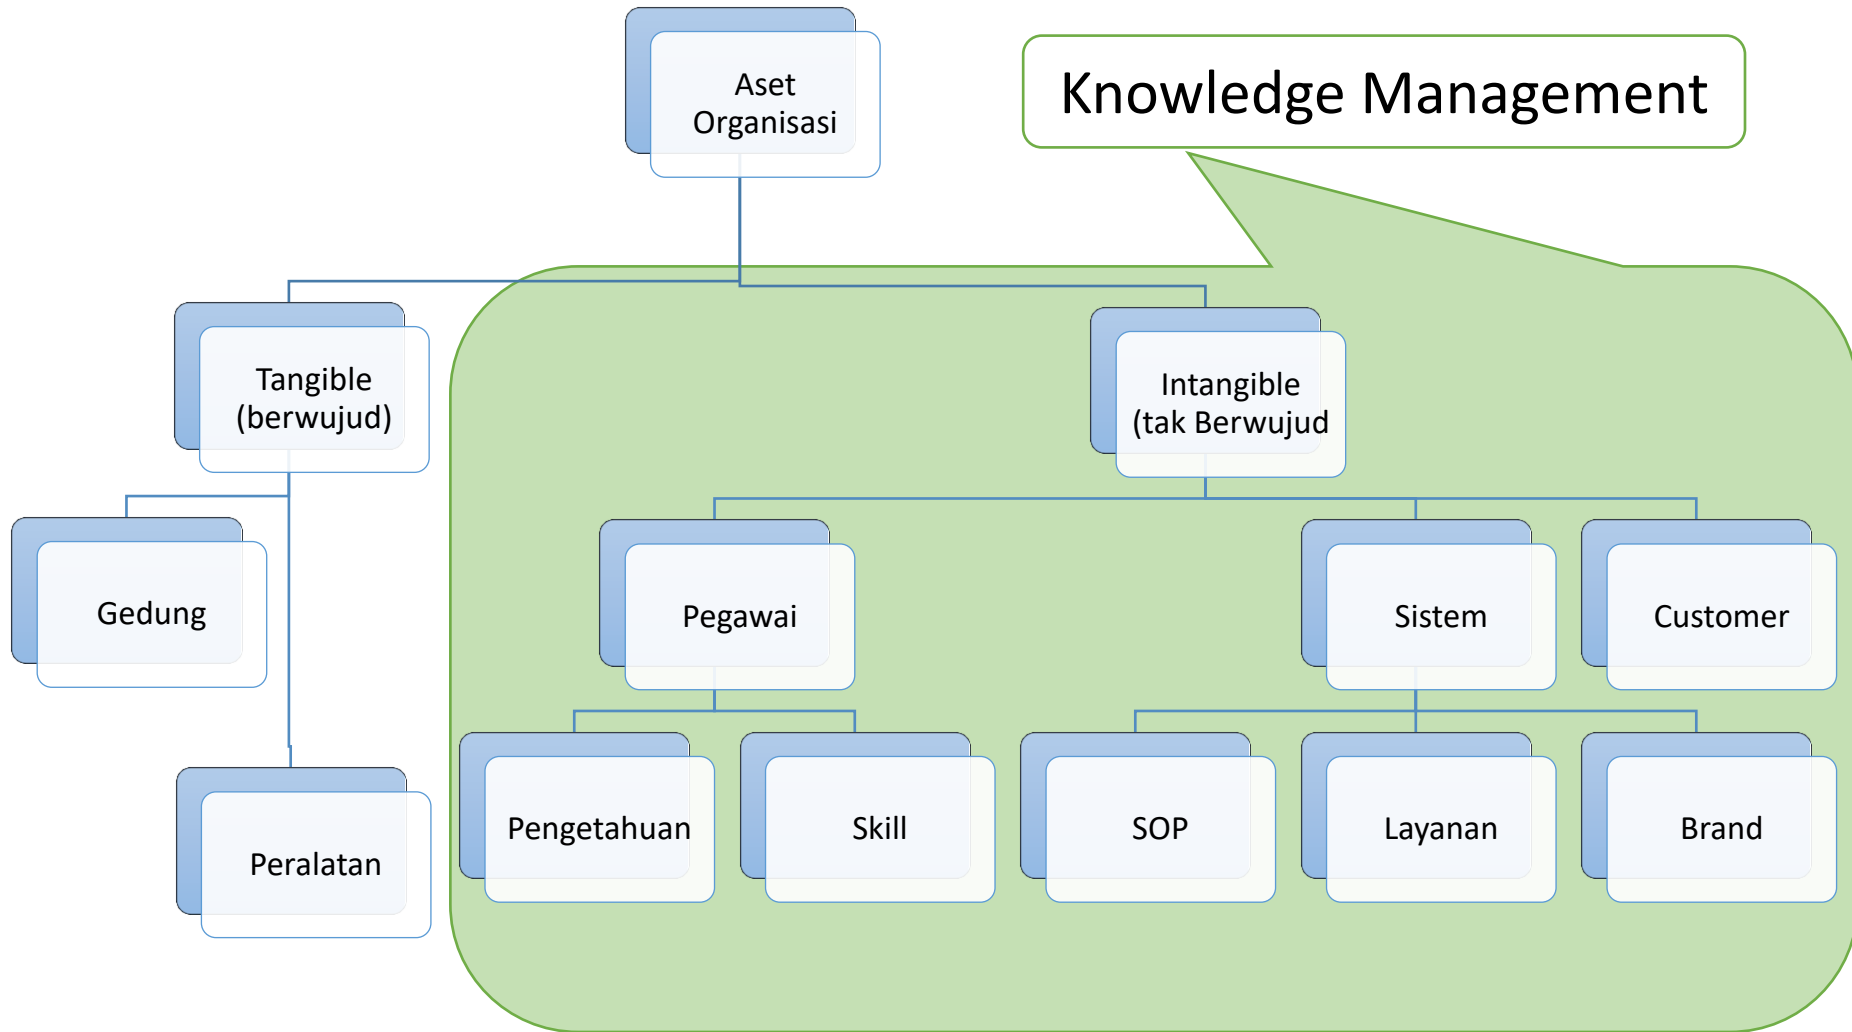 Aset
Organisasi
Knowledge Management
Tangible
(berwujud)
Intangible
(tak Berwujud
Gedung
Pegawai
Sistem
Customer
Peralatan
Pengetahuan
Skill
SOP
Layanan
Brand